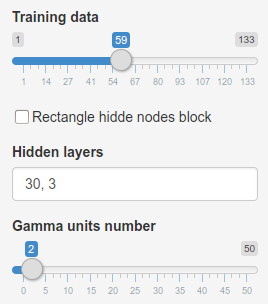 Training data
1 59 133
1 14 27 41 54 67 80 93 107 120 133
Rectangle hidde nodes block
Hidden layers
30, 3
Gamma units number
2 50
0 5 10 15 20 25 30 35 40 45 50